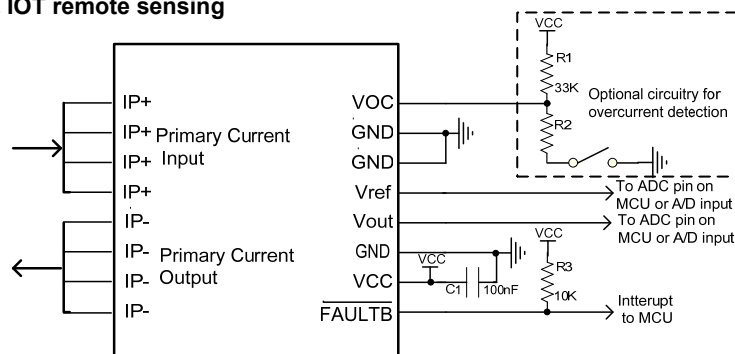 IOT remote sensing
VCC
R1
33K
Optional circuitry for
overcurrent detection
R2
IP+
IP+
IP+
IP+
Primary Current
Input
IP-
IP-
IP-
IP-
Primary Current
Output
VOC
GND
GND
Vref
Vout
GND
VCC
FAULTB
To ADC pin on
MCU or A/D input
To ADC pin on
MCU or A/D input
VCC
C1
100nF
VCC
R3
10K
Intterupt
to MCU